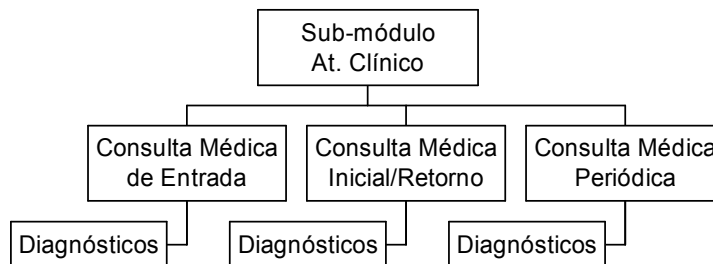 Sub-módulo
At. Clínico
Consulta Médica
de Entrada
Consulta Médica
Inicial/Retorno
Consulta Médica
Periódica
Diagnósticos
Diagnósticos
Diagnósticos